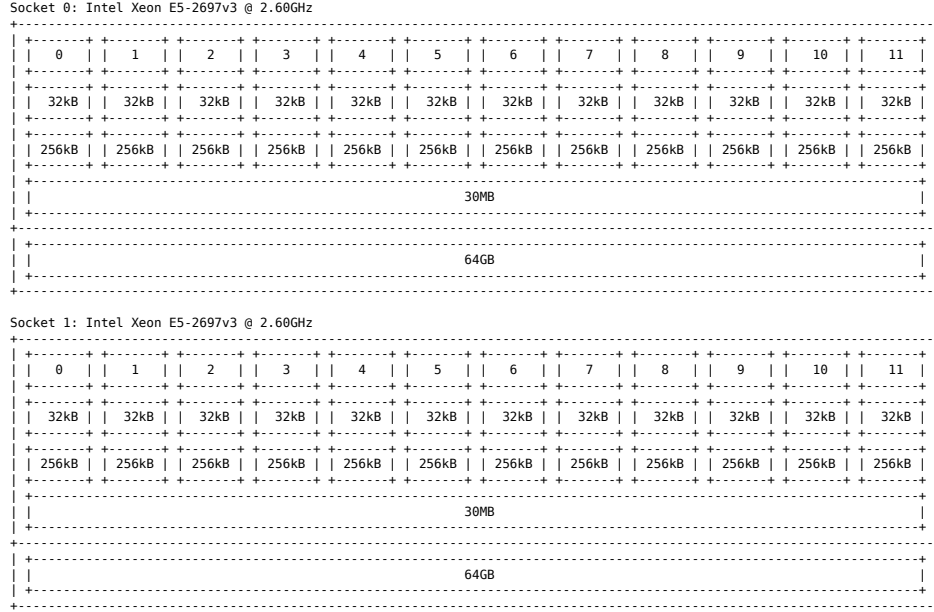 Socket 0: Intel Xeon E5-2697v3 @ 2.60GHz
0 1 2 3 4 5 6 7 8 9 10 11
32kB 32kB 32kB 32kB 32kB 32kB 32kB 32kB 32kB 32kB 32kB 32kB
256kB 256kB 256kB 256kB 256kB 256kB 256kB 256kB 256kB 256kB 256kB 256kB
30MB
64GB
Socket 1: Intel Xeon E5-2697v3 @ 2.60GHz
0 1 2 3 4 5 6 7 8 9 10 11
32kB 32kB 32kB 32kB 32kB 32kB 32kB 32kB 32kB 32kB 32kB 32kB
256kB 256kB 256kB 256kB 256kB 256kB 256kB 256kB 256kB 256kB 256kB 256kB
30MB
64GB